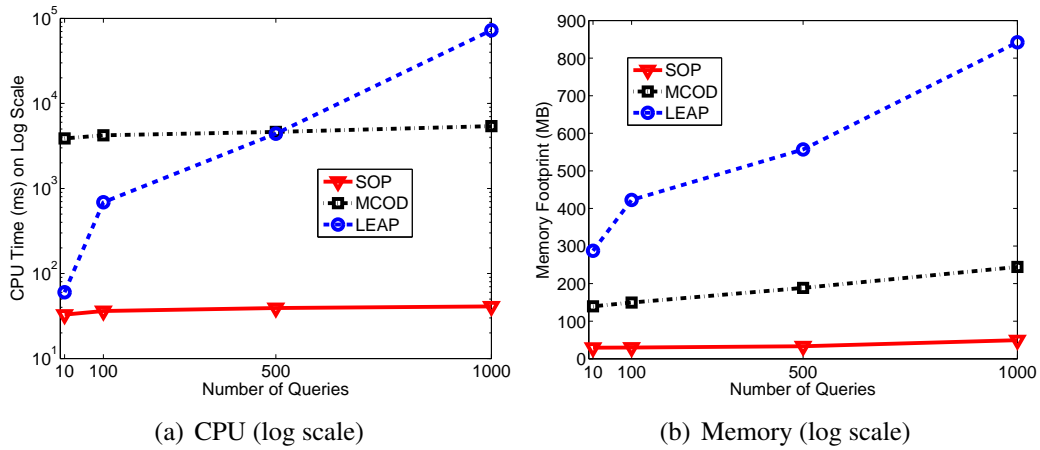 10^5
10^4
10^3
10^2
10^1
CPU Time (ms) on Log Scale
SOP
MCOD
LEAP
10 100 500 1000
Number of Queries
(a) CPU (log scale)
900
800
700
600
500
400
300
200
100
0
Memory Footprint (MB)
SOP
MCOD
LEAP
10 100 500 1000
Number of Queries
(b) Memory (log scale)